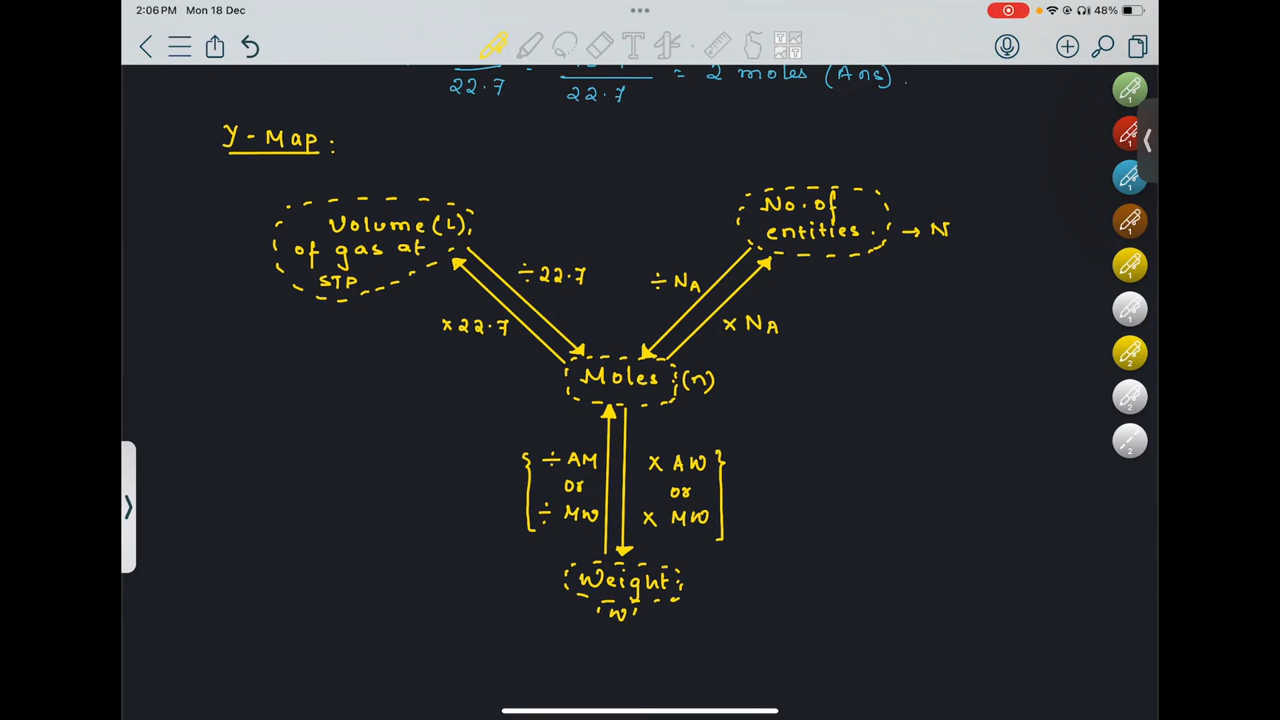 2:06 PM Mon 18 Dec
48%
22.7 = 22.7 = 2 moles (Ans).
Y-Map:
Volume (L)
of gas at
STP
No. of
entities. → N
÷22.7
÷ NA
×22.7
× NA
Moles (n)
÷ AM × AW
or or
÷ MW × MW
Weight
'W'